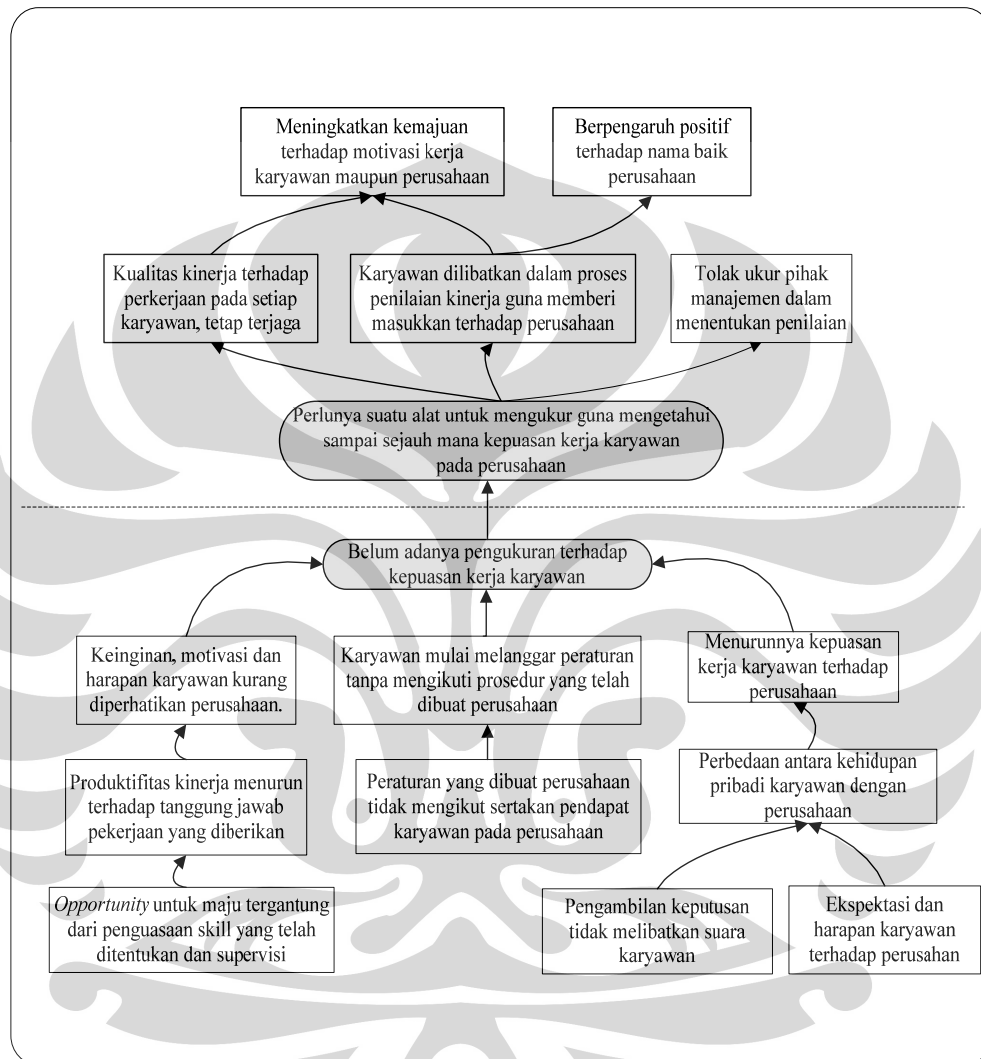 Meningkatkan kemajuan
terhadap motivasi kerja
karyawan maupun perusahaan
Berpengaruh positif
terhadap nama baik
perusahaan
Kualitas kinerja terhadap
perkerjaan pada setiap
karyawan, tetap terjaga
Karyawan dilibatkan dalam proses
penilaian kinerja guna memberi
masukkan terhadap perusahaan
Tolak ukur pihak
manajemen dalam
menentukan penilaian
Perlunya suatu alat untuk mengukur guna mengetahui
sampai sejauh mana kepuasan kerja karyawan
pada perusahaan
Belum adanya pengukuran terhadap
kepuasan kerja karyawan
Keinginan, motivasi dan
harapan karyawan kurang
diperhatikan perusahaan.
Karyawan mulai melanggar peraturan
tanpa mengikuti prosedur yang telah
dibuat perusahaan
Menurunnya kepuasan
kerja karyawan terhadap
perusahaan
Produktifitas kinerja menurun
terhadap tanggung jawab
pekerjaan yang diberikan
Peraturan yang dibuat perusahaan
tidak mengikut sertakan pendapat
karyawan pada perusahaan
Perbedaan antara kehidupan
pribadi karyawan dengan
perusahaan
Opportunity untuk maju tergantung
dari penguasaan skill yang telah
ditentukan dan supervisi
Pengambilan keputusan
tidak melibatkan suara
karyawan
Ekspektasi dan
harapan karyawan
terhadap perusahan